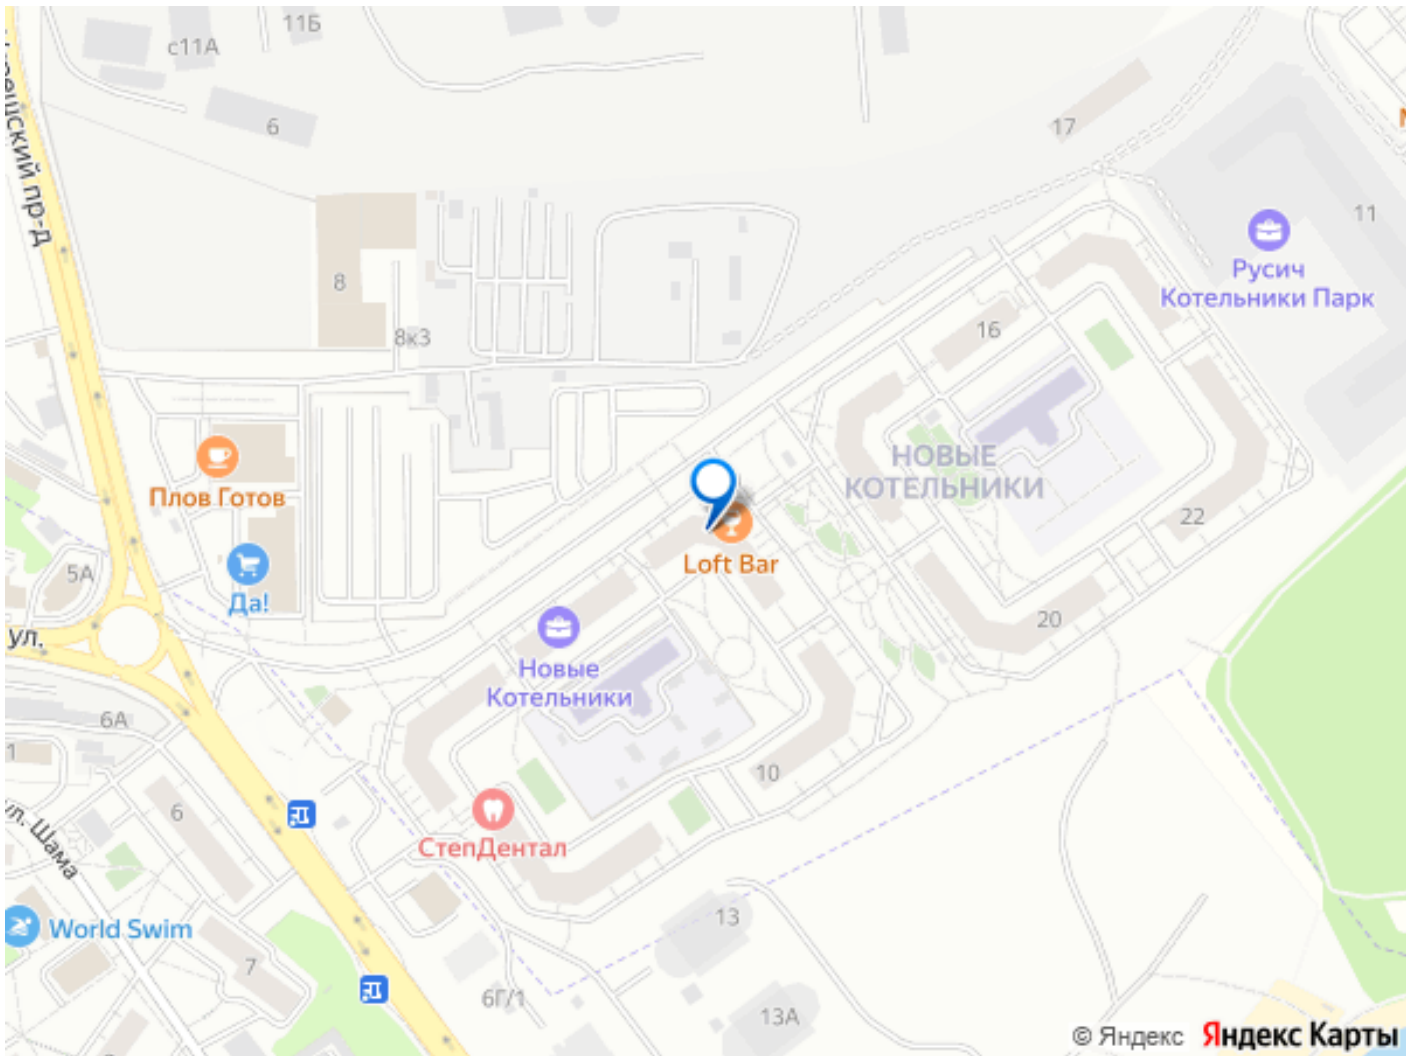 11Б
с11А
6
17
11
Русич
Котельники Парк
8
8к3
16
НОВЫЕ
КОТЕЛЬНИКИ
Плов Готов
22
Loft Bar
5А
Да!
20
ул.
Новые
Котельники
6А
1
10
6
ул. Шама
СтепДентал
13
World Swim
7
6Г/1
13А
© Яндекс Яндекс Карты